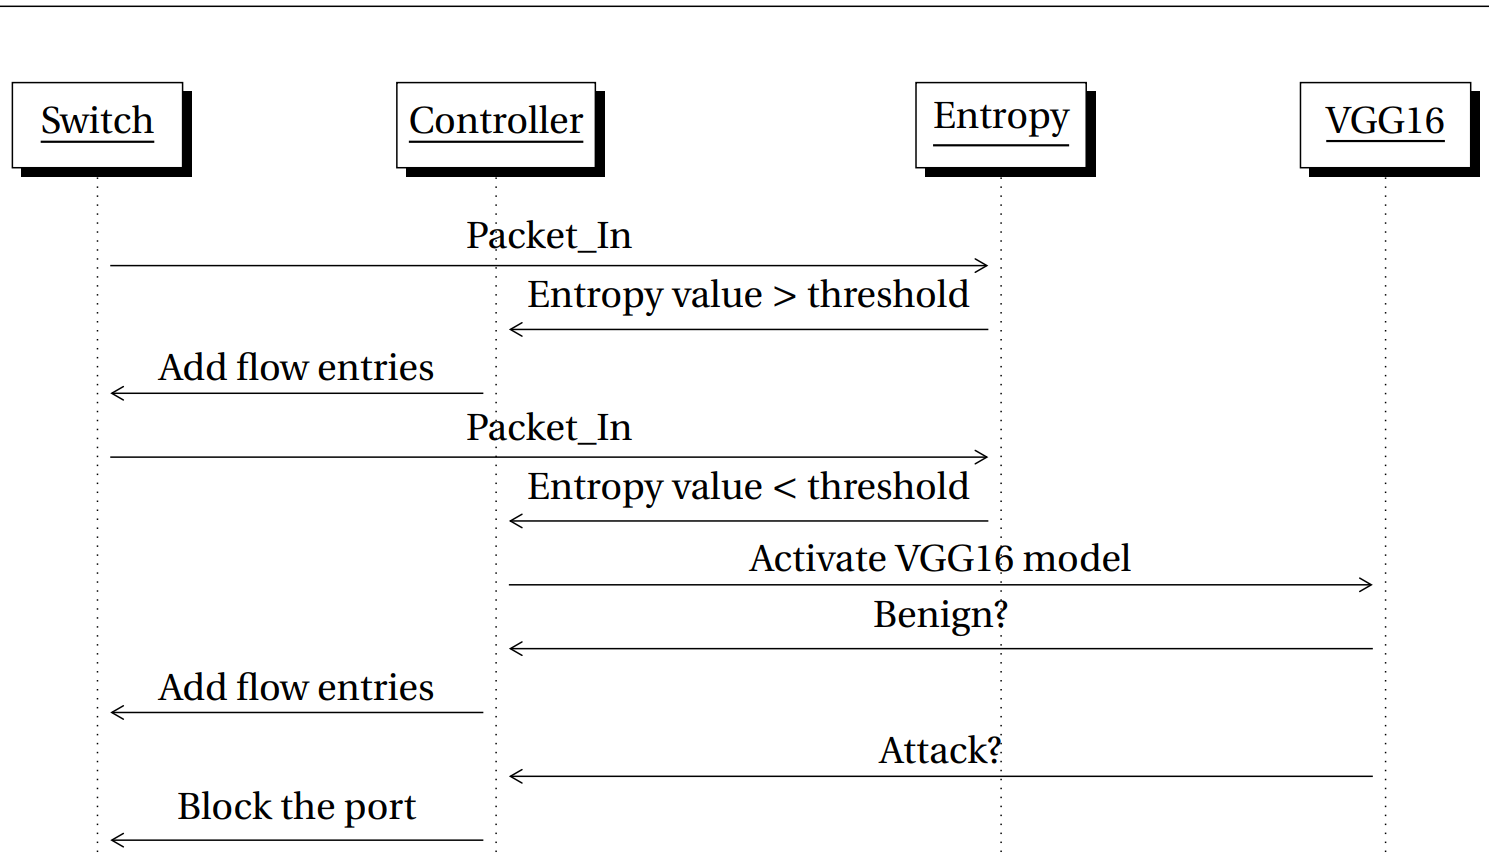 Switch
Controller
Entropy
VGG16
Packet_In
Entropy value > threshold
Add flow entries
Packet_In
Entropy value < threshold
Activate VGG16 model
Benign?
Add flow entries
Attack?
Block the port